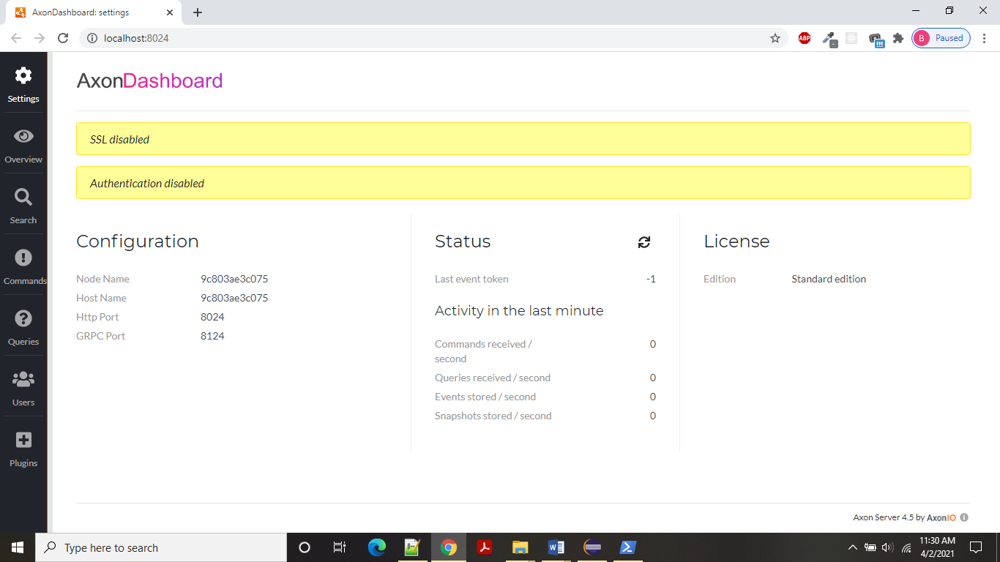 AxonDashboard: settings
localhost:8024
ABP
B Paused
Settings
Overview
Search
Commands
Queries
Users
Plugins
AxonDashboard
SSL disabled
Authentication disabled
Configuration
Node Name 9c803ae3c075
Host Name 9c803ae3c075
Http Port 8024
GRPC Port 8124
Status
Last event token -1
Activity in the last minute
Commands received / 0
second
Queries received / second 0
Events stored / second 0
Snapshots stored / second 0
License
Edition Standard edition
Axon Server 4.5 by AxonIQ
Type here to search
11:30 AM
4/2/2021